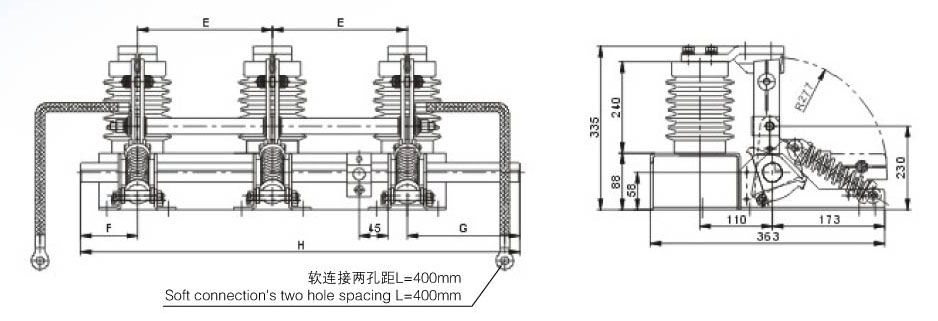 E
E
F
45
G
H
软连接两孔距L=400mm
Soft connection's two hole spacing L=400mm
335
240
88
58
R277
230
110
173
363